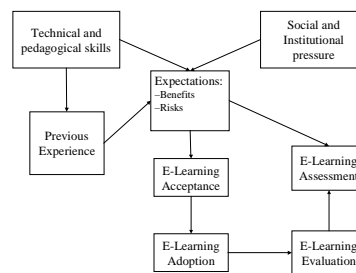 Technical and
pedagogical skills
Social and
Institutional
pressure
Expectations:
–Benefits
–Risks
Previous
Experience
E-Learning
Acceptance
E-Learning
Assessment
E-Learning
Adoption
E-Learning
Evaluation